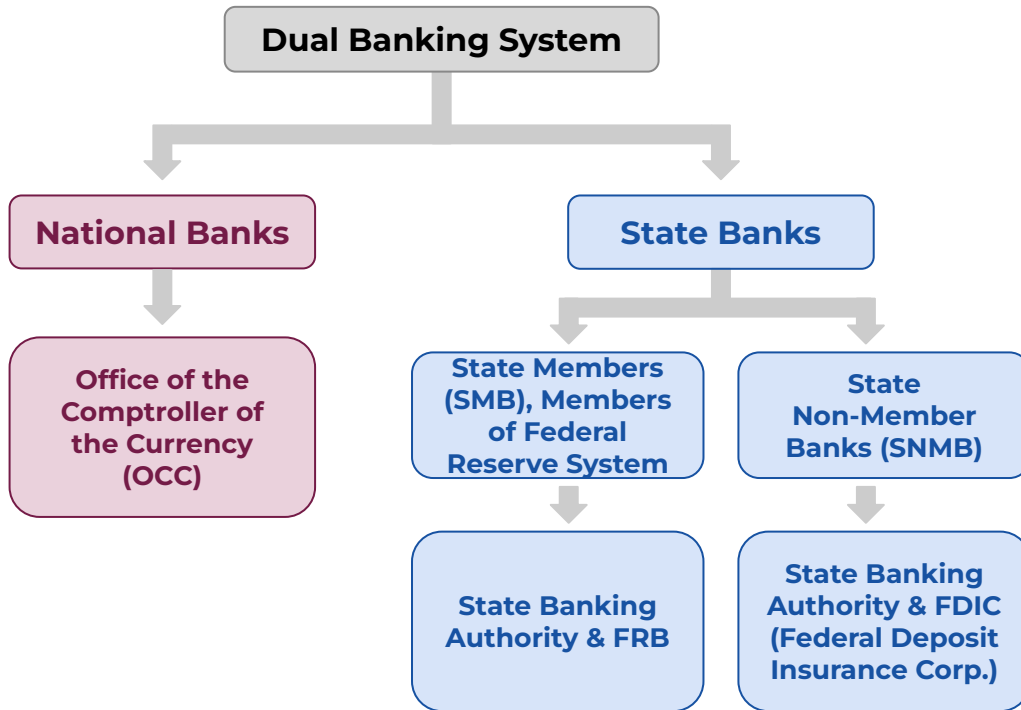 Dual Banking System
National Banks
State Banks
Office of the
Comptroller of
the Currency
(OCC)
State Members
(SMB), Members
of Federal
Reserve System
State
Non-Member
Banks (SNMB)
State Banking
Authority & FRB
State Banking
Authority & FDIC
(Federal Deposit
Insurance Corp.)